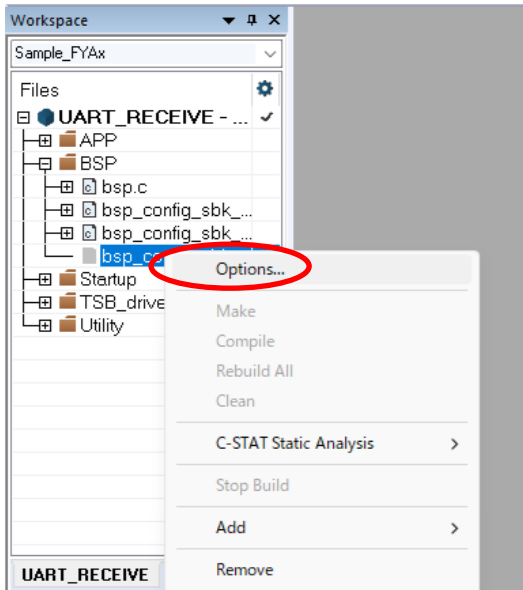 Workspace
Sample_FYAx
Files
UART_RECEIVE - ...
APP
BSP
bsp.c
bsp_config_sbk_...
bsp_config_sbk_...
bsp_co
Options...
Startup
TSB_drive
Make
Utility
Compile
Rebuild All
Clean
C-STAT Static Analysis
Stop Build
Add
UART_RECEIVE
Remove